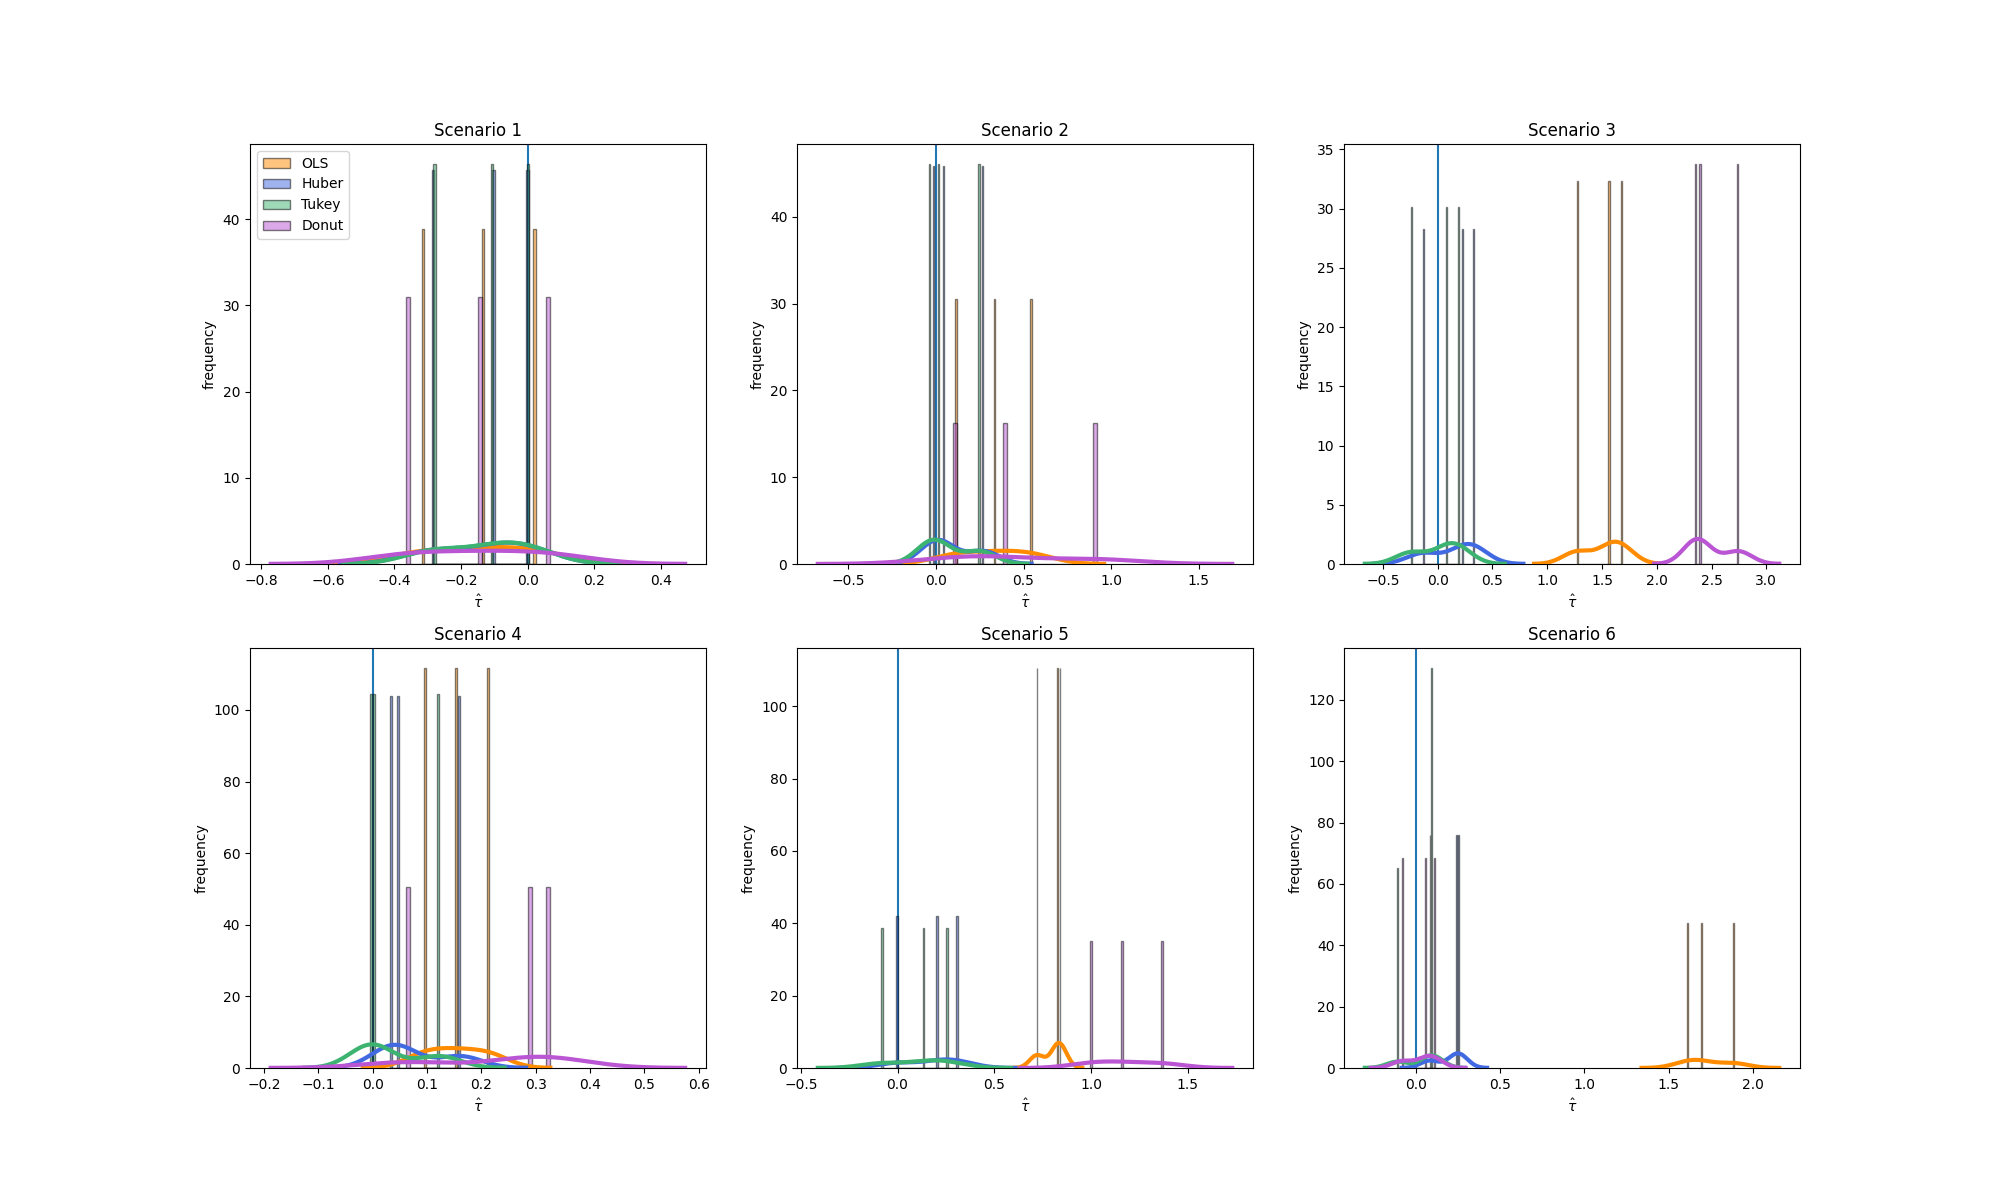 Scenario 1
Scenario 2
Scenario 3
OLS
Huber
Tukey
Donut
frequency
40
30
20
10
0
−0.8 −0.6 −0.4 −0.2 0.0 0.2 0.4
τ̂
frequency
40
30
20
10
0
−0.5 0.0 0.5 1.0 1.5
τ̂
frequency
35
30
25
20
15
10
5
0
−0.5 0.0 0.5 1.0 1.5 2.0 2.5 3.0
τ̂
Scenario 4
Scenario 5
Scenario 6
frequency
100
80
60
40
20
0
−0.2 −0.1 0.0 0.1 0.2 0.3 0.4 0.5 0.6
τ̂
frequency
100
80
60
40
20
0
−0.5 0.0 0.5 1.0 1.5
τ̂
frequency
120
100
80
60
40
20
0
0.0 0.5 1.0 1.5 2.0
τ̂